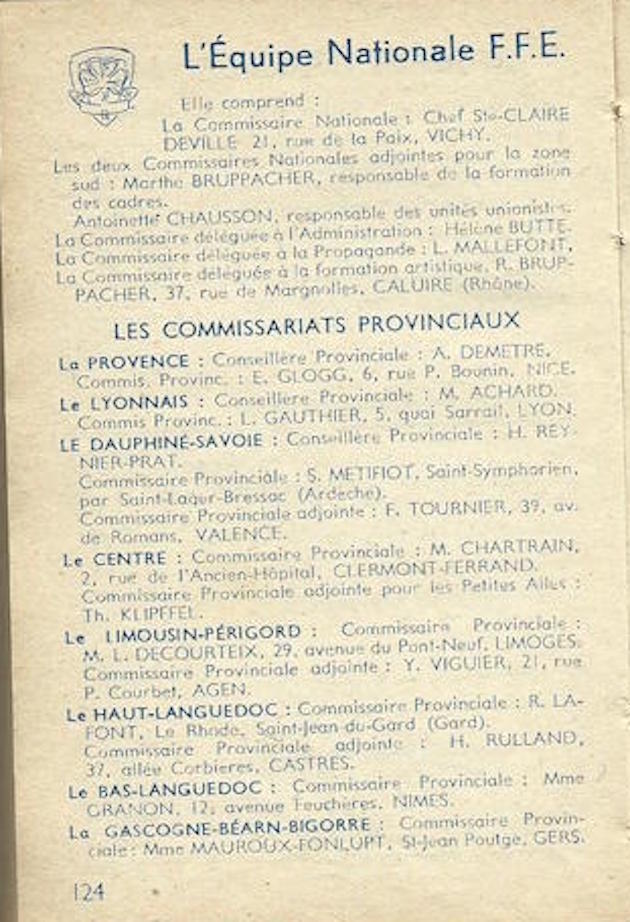 L'Équipe Nationale F.F.E.
Elle comprend :
La Commissaire Nationale : Chef Ste-CLAIRE
DEVILLE 21, rue de la Paix, VICHY.
Les deux Commissaires Nationales adjointes pour la zone
sud : Marthe BRUPPACHER, responsable de la formation
des cadres.
Antoinette CHAUSSON, responsable des unités unionistes.
La Commissaire déléguée à l'Administration : Hélène BUTTE.
La Commissaire déléguée à la Propagande : L. MALLEFONT,
La Commissaire déléguée à la formation artistique, R. BRUP-
PACHER, 37, rue de Margnolles, CALUIRE (Rhône).
LES COMMISSARIATS PROVINCIAUX
La PROVENCE : Conseillère Provinciale : A. DEMETRE.
Commis. Provinc. : E. GLOGG, 6, rue P. Bounin, NICE.
Le LYONNAIS : Conseillere Provinciale : M. ACHARD.
Commis Provinc. : L. GAUTHIER, 5, quai Sarrail, LYON.
LE DAUPHINÉ-SAVOIE : Conseillère Provinciale : H. REY-
NIER-PRAT.
Commissaire Provinciale : S. METIFIOT, Saint-Symphorien,
par Saint-Lager-Bressac (Ardeche).
Commissaire Provinciale adjointe : F. TOURNIER, 39, av.
de Romans, VALENCE.
Le CENTRE : Commissaire Provinciale : M. CHARTRAIN,
2, rue de l'Ancien-Hôpital, CLERMONT-FERRAND.
Commissaire Provinciale adjointe pour les Petites Ailes :
Th. KLIPFFEL.
Le LIMOUSIN-PÉRIGORD : Commissaire Provinciale :
M. L. DECOURTEIX, 29, avenue du Pont-Neuf, LIMOGES.
Commissaire Provinciale adjointe : Y. VIGUIER, 21, rue
P. Courbet, AGEN.
Le HAUT-LANGUEDOC : Commissaire Provinciale : R. LA-
FONT, Le Rhode, Saint-Jean-du-Gard (Gard).
Commissaire Provinciale adjointe : H. RULLAND,
37, allée Corbieres, CASTRES.
Le BAS-LANGUEDOC : Commissaire Provinciale : Mme
GRANON, 12, avenue Feuchères, NIMES.
La GASCOGNE-BÉARN-BIGORRE : Commissaire Provin-
ciale : Mme MAUROUX-FONLUPT, St-Jean Poutge, GERS.
124